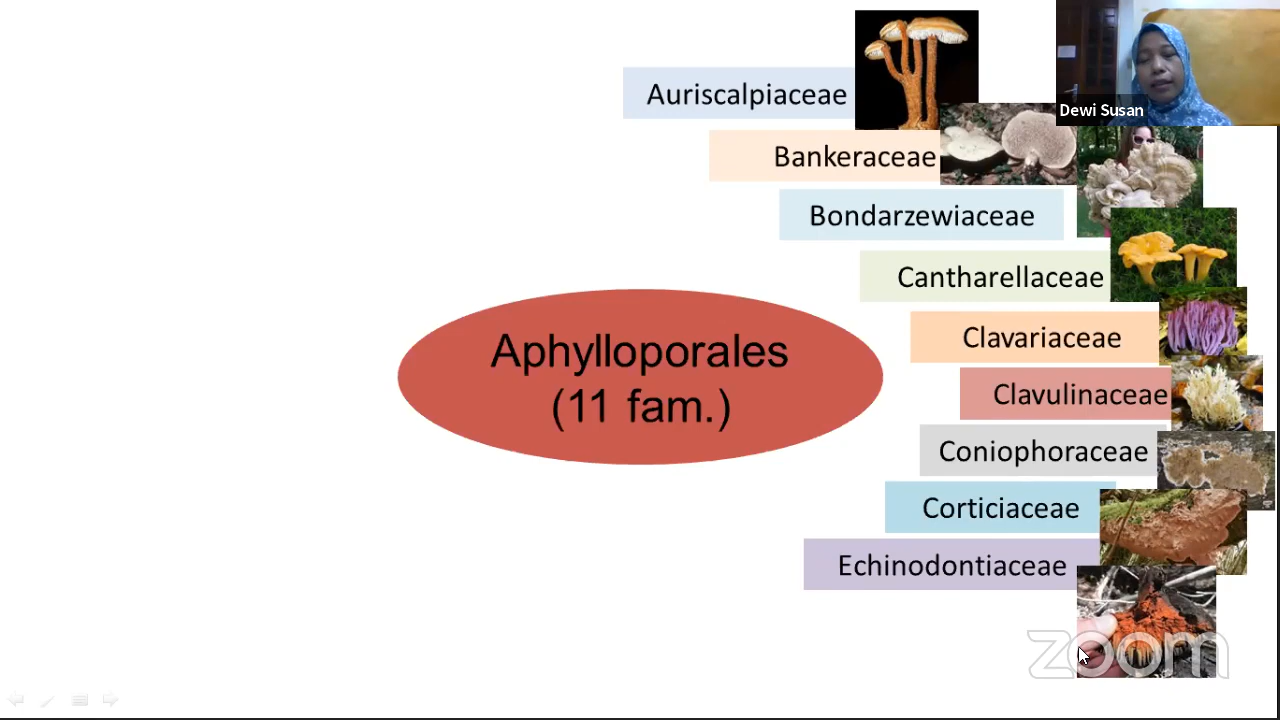 Auriscalpiaceae
Dewi Susan
Bankeraceae
Bondarzewiaceae
Cantharellaceae
Clavariaceae
Aphylloporales
(11 fam.)
Clavulinaceae
Coniophoraceae
Corticiaceae
Echinodontiaceae
zoom